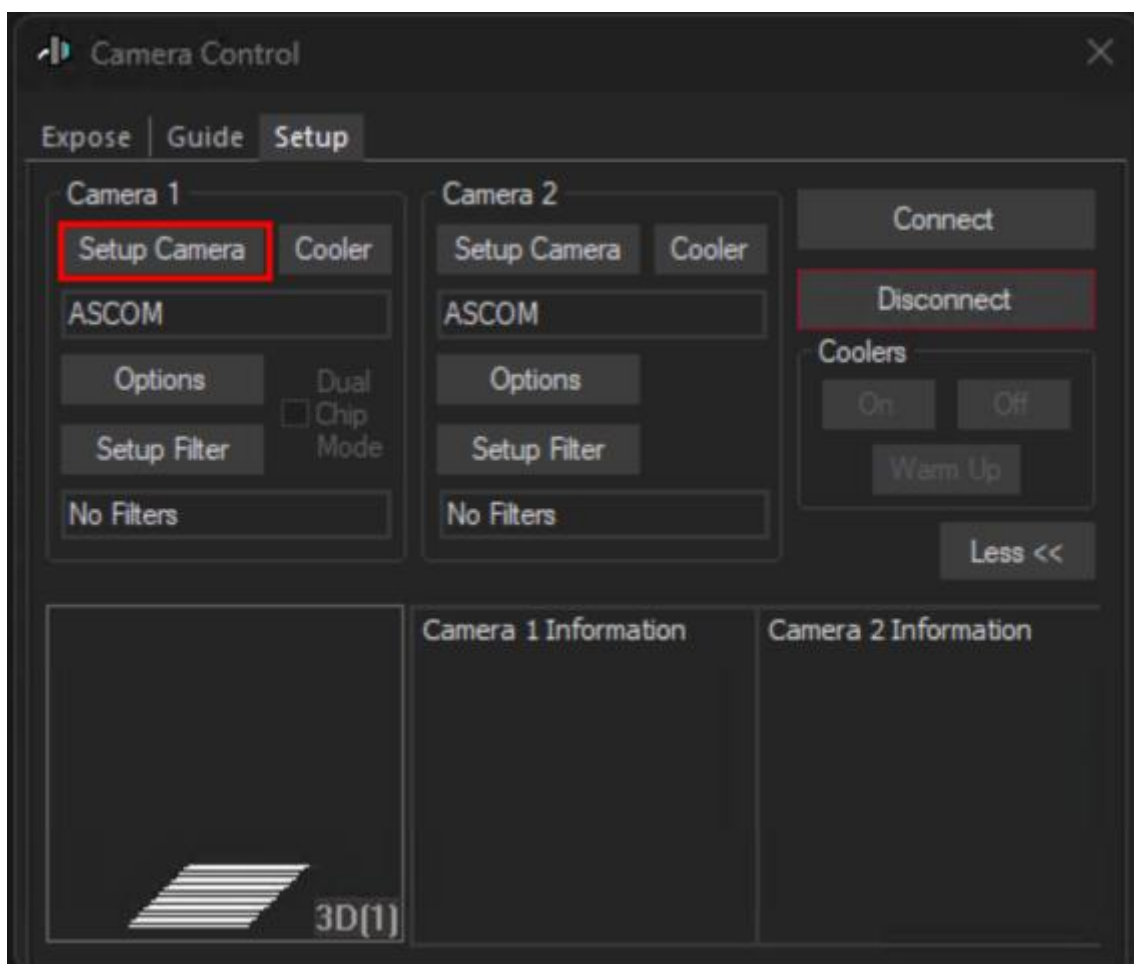 Camera Control
Expose Guide Setup
Camera 1
Setup Camera Cooler
ASCOM
Options
Dual
Chip
Mode
Setup Filter
No Filters
Camera 2
Setup Camera Cooler
ASCOM
Options
Setup Filter
No Filters
Connect
Disconnect
Coolers
On Off
Warm Up
Less <<
3D(1)
Camera 1 Information
Camera 2 Information